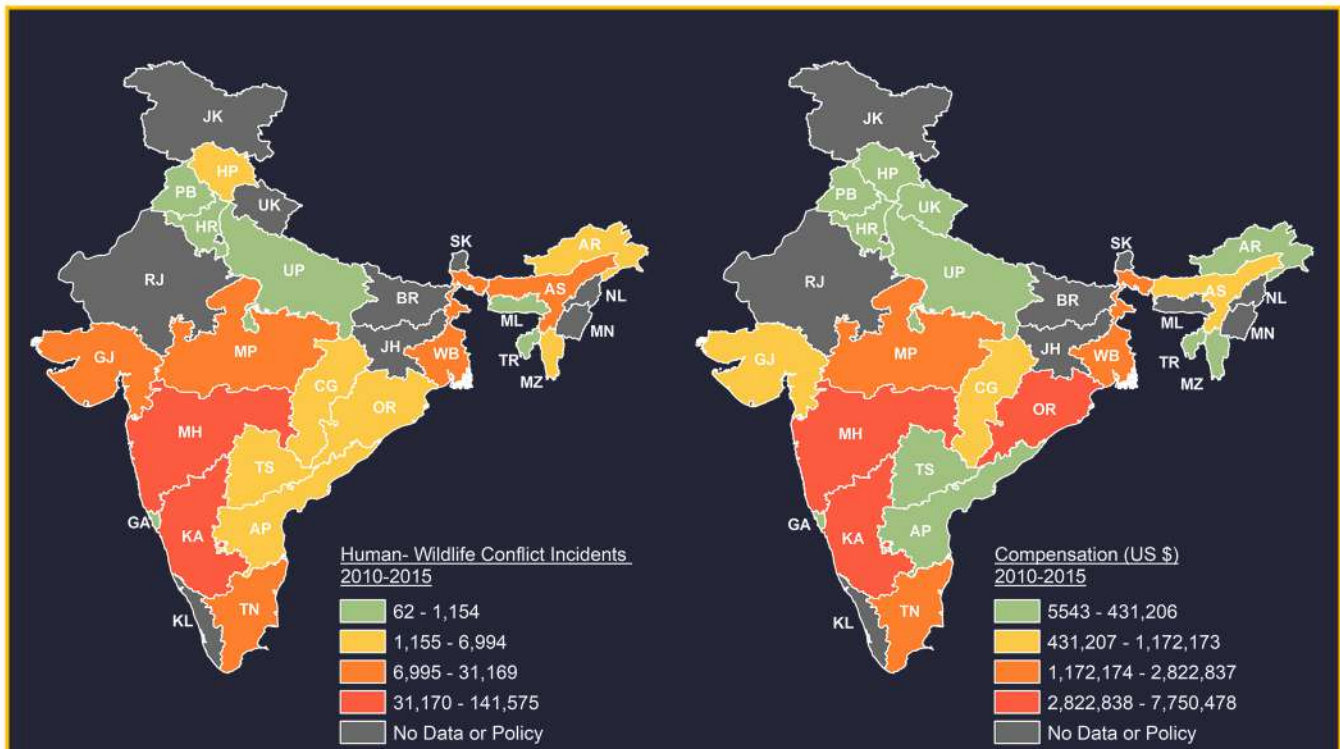 JK
HP
PB
UK
HR
SK
AR
RJ
UP
AS
BR
NL
ML
MN
GJ
MP
JH
WB
TR
CG
MZ
OR
MH
TS
GA
KA
AP
KL
TN
Human- Wildlife Conflict Incidents
2010-2015
62 - 1,154
1,155 - 6,994
6,995 - 31,169
31,170 - 141,575
No Data or Policy
JK
HP
PB
UK
HR
SK
AR
RJ
UP
AS
BR
NL
ML
MN
GJ
MP
JH
WB
TR
CG
MZ
OR
MH
TS
GA
KA
AP
KL
TN
Compensation (US $)
2010-2015
5543 - 431,206
431,207 - 1,172,173
1,172,174 - 2,822,837
2,822,838 - 7,750,478
No Data or Policy